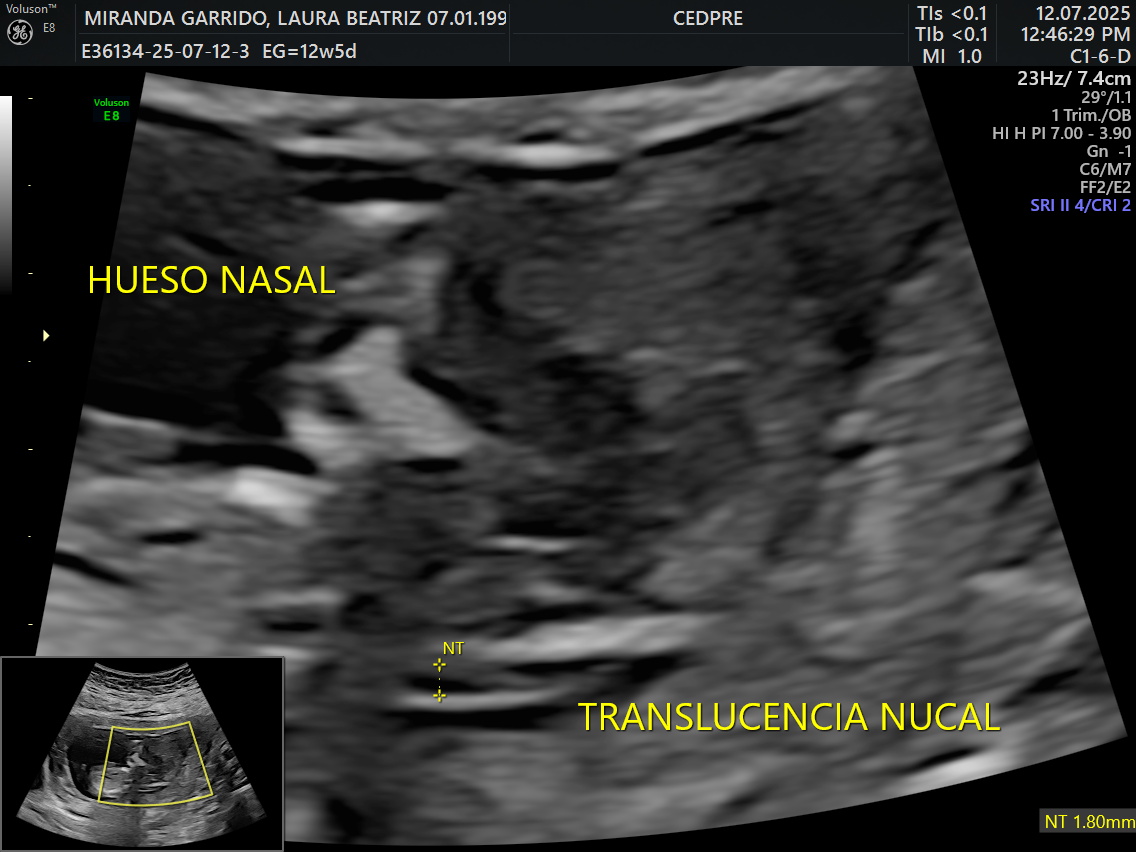 Voluson™
E8
MIRANDA GARRIDO, LAURA BEATRIZ 07.01.199
E36134-25-07-12-3 EG=12w5d
CEDPRE
TIs <0.1
TIb <0.1
MI 1.0
12.07.2025
12:46:29 PM
C1-6-D
23Hz/ 7.4cm
29°/1.1
1 Trim./OB
HI H PI 7.00 - 3.90
Gn -1
C6/M7
FF2/E2
SRI II 4/CRI 2
Voluson
E8
HUESO NASAL
NT
TRANSLUCENCIA NUCAL
NT 1.80mm